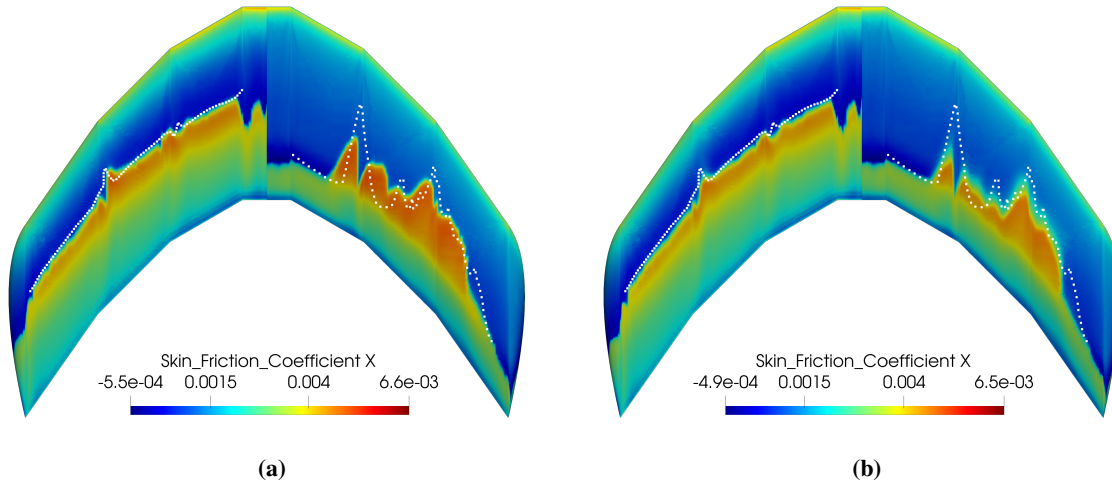 Skin_Friction_Coefficient X
-5.5e-04 0.0015 0.004 6.6e-03
(a)
Skin_Friction_Coefficient X
-4.9e-04 0.0015 0.004 6.5e-03
(b)